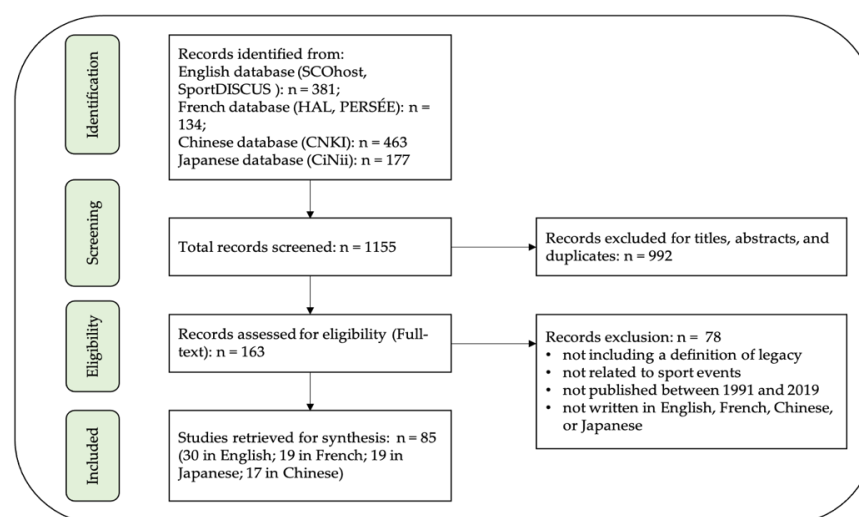 Identification
Records identified from:
English database (SCOhost,
SportDISCUS ): n = 381;
French database (HAL, PERSÉE): n =
134;
Chinese database (CNKI): n = 463
Japanese database (CiNii): n = 177
Screening
Total records screened: n = 1155
Records excluded for titles, abstracts, and
duplicates: n = 992
Eligibility
Records assessed for eligibility (Full-
text): n = 163
Records exclusion: n = 78
• not including a definition of legacy
• not related to sport events
• not published between 1991 and 2019
• not written in English, French, Chinese,
or Japanese
Included
Studies retrieved for synthesis: n = 85
(30 in English; 19 in French; 19 in
Japanese; 17 in Chinese)